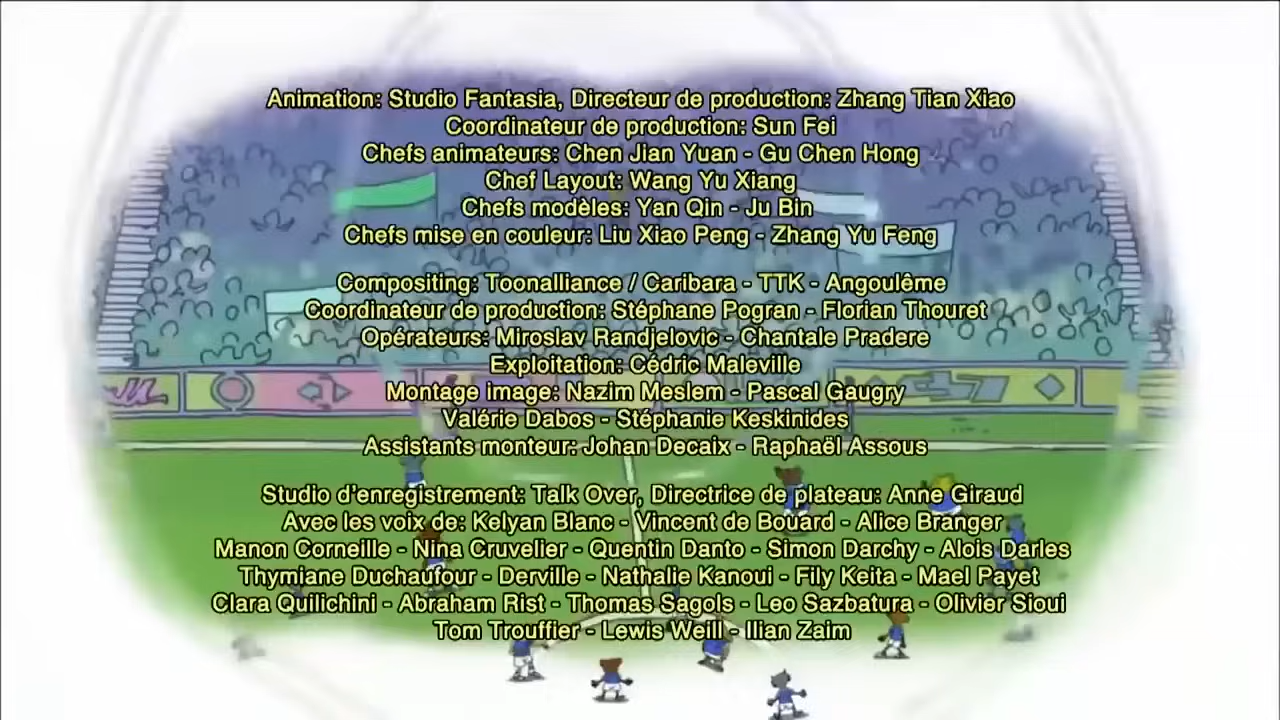 Animation: Studio Fantasia, Directeur de production: Zhang Tian Xiao
Coordinateur de production: Sun Fei
Chefs animateurs: Chen Jian Yuan - Gu Chen Hong
Chef Layout: Wang Yu Xiang
Chefs modèles: Yan Qin - Ju Bin
Chefs mise en couleur: Liu Xiao Peng - Zhang Yu Feng
Compositing: Toonalliance / Caribara - TTK - Angoulême
Coordinateur de production: Stéphane Pogran - Florian Thouret
Opérateurs: Miroslav Randjelovic - Chantale Pradere
Exploitation: Cédric Maleville
Montage image: Nazim Meslem - Pascal Gaugry
Valérie Dabos - Stéphanie Keskinides
Assistants monteur: Johan Decaix - Raphaël Assous
Studio d'enregistrement: Talk Over, Directrice de plateau: Anne Giraud
Avec les voix de: Kelyan Blanc - Vincent de Bouard - Alice Branger
Manon Corneille - Nina Cruvelier - Quentin Danto - Simon Darchy - Alois Darles
Thymiane Duchaufour - Derville - Nathalie Kanoui - Fily Keita - Mael Payet
Clara Quilichini - Abraham Rist - Thomas Sagols - Leo Sazbatura - Olivier Sioui
Tom Trouffier - Lewis Weill - Ilian Zaim